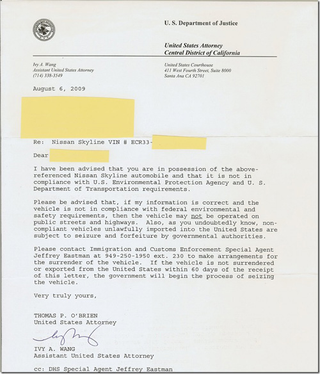 U. S. Department of Justice
United States Attorney
Central District of California
Ivy A. Wang
Assistant United States Attorney
(714) 338-3549
United States Courthouse
411 West Fourth Street, Suite 8000
Santa Ana CA 92701
August 6, 2009
Re: Nissan Skyline VIN # BCR33-
Dear
I have been advised that you are in possession of the above-
referenced Nissan Skyline automobile and that it is not in
compliance with U.S. Environmental Protection Agency and U. S.
Department of Transportation requirements.
Please be advised that, if my information is correct and the
vehicle is not in compliance with federal environmental and
safety requirements, then the vehicle may not be operated on
public streets and highways. Also, as you undoubtedly know, non-
compliant vehicles unlawfully imported into the United States are
subject to seizure and forfeiture by government authorities.
Please contact Immigration and Customs Enforcement Special Agent
Jeffrey Eastman at 949-250-1950 ext. 230 to make arrangements for
the surrender of the vehicle. If the vehicle is not surrendered
or exported from the United States within 60 days of the receipt
of this letter, the government will begin the process of seizing
the vehicle.
Very truly yours,
THOMAS P. O'BRIEN
United States Attorney
IVY A. WANG
Assistant United States Attorney
cc: DHS Special Agent Jeffrey Eastman